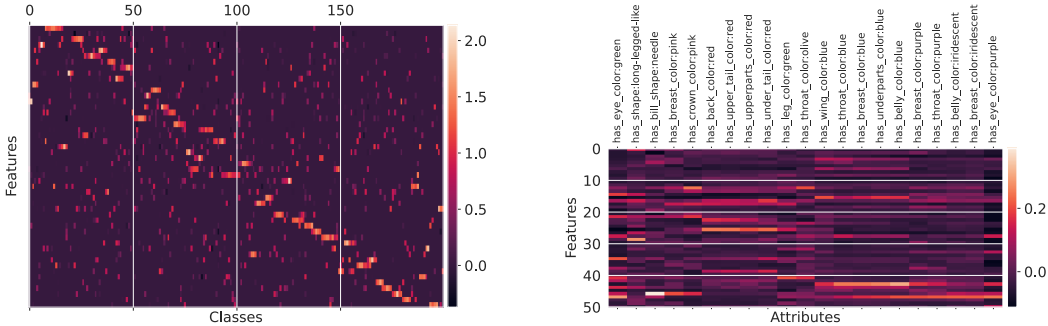 0
50
100
150
Features
Classes
2.0
1.5
1.0
0.5
0.0
has_eye_color:green
has_shape:long-legged-like
has_bill_shape:needle
has_breast_color:pink
has_crown_color:pink
has_back_color:red
has_upper_tail_color:red
has_upperparts_color:red
has_under_tail_color:red
has_leg_color:green
has_throat_color:olive
has_wing_color:blue
has_throat_color:blue
has_breast_color:blue
has_underparts_color:blue
has_belly_color:blue
has_breast_color:purple
has_throat_color:purple
has_belly_color:iridescent
has_breast_color:iridescent
has_eye_color:purple
0
10
20
30
40
50
Features
Attributes
0.2
0.0